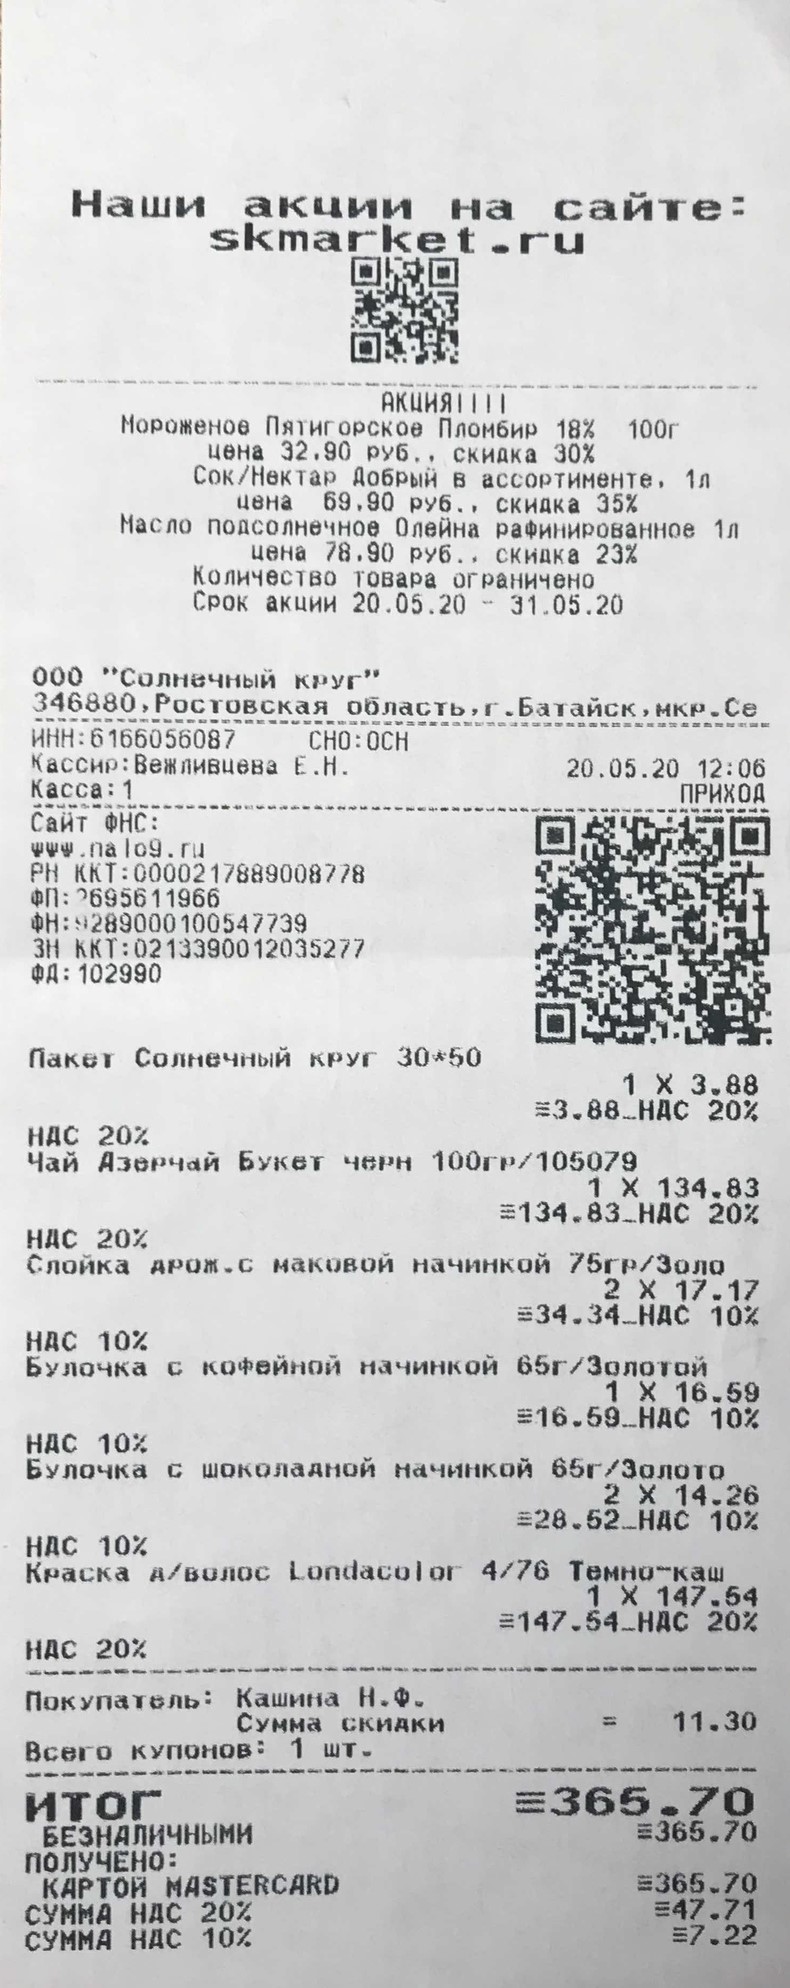 Наши акции на сайте:
skmarket.ru
АКЦИЯ!!!!
Мороженое Пятигорское Пломбир 18% 100г
цена 32.90 руб., скидка 30%
Сок/Нектар Добрый в ассортименте, 1л
цена 69.90 руб., скидка 35%
Масло подсолнечное Олейна рафинированное 1л
цена 78.90 руб., скидка 23%
Количество товара ограничено
Срок акции 20.05.20 - 31.05.20
ООО "Солнечный круг"
346880,Ростовская область,г.Батайск,мкр.Се
ИНН:6166056087 СНО:ОСН
Кассир:Вежливцева Е.Н. 20.05.20 12:06
Касса:1 ПРИХОД
Сайт ФНС:
www.nalog.ru
РН ККТ:0000217889008778
ФП:
ФН:9289000100547739
ЗН ККТ:0213390012035277
ФД:102990
Пакет Солнечный круг 30*50
1 X 3.88
≡3.88_НДС 20%
НДС 20%
Чай Азерчай Букет черн 100гр/105079
1 X 134.83
≡134.83_НДС 20%
НДС 20%
Слойка дрож.с маковой начинкой 75гр/Золо
2 X 17.17
≡34.34_НДС 10%
НДС 10%
Булочка с кофейной начинкой 65г/Золотой
1 X 16.59
≡16.59_НДС 10%
НДС 10%
Булочка с шоколадной начинкой 65г/Золото
2 X 14.26
≡28.52_НДС 10%
НДС 10%
Краска д/волос Londacolor 4/76 Темно-каш
1 X 147.54
≡147.54_НДС 20%
НДС 20%
Покупатель: Кашина Н.Ф.
Сумма скидки = 11.30
Всего купонов: 1 шт.
ИТОГ ≡365.70
БЕЗНАЛИЧНЫМИ ≡365.70
ПОЛУЧЕНО:
КАРТОЙ MASTERCARD ≡365.70
СУММА НДС 20% ≡47.71
СУММА НДС 10% ≡7.22